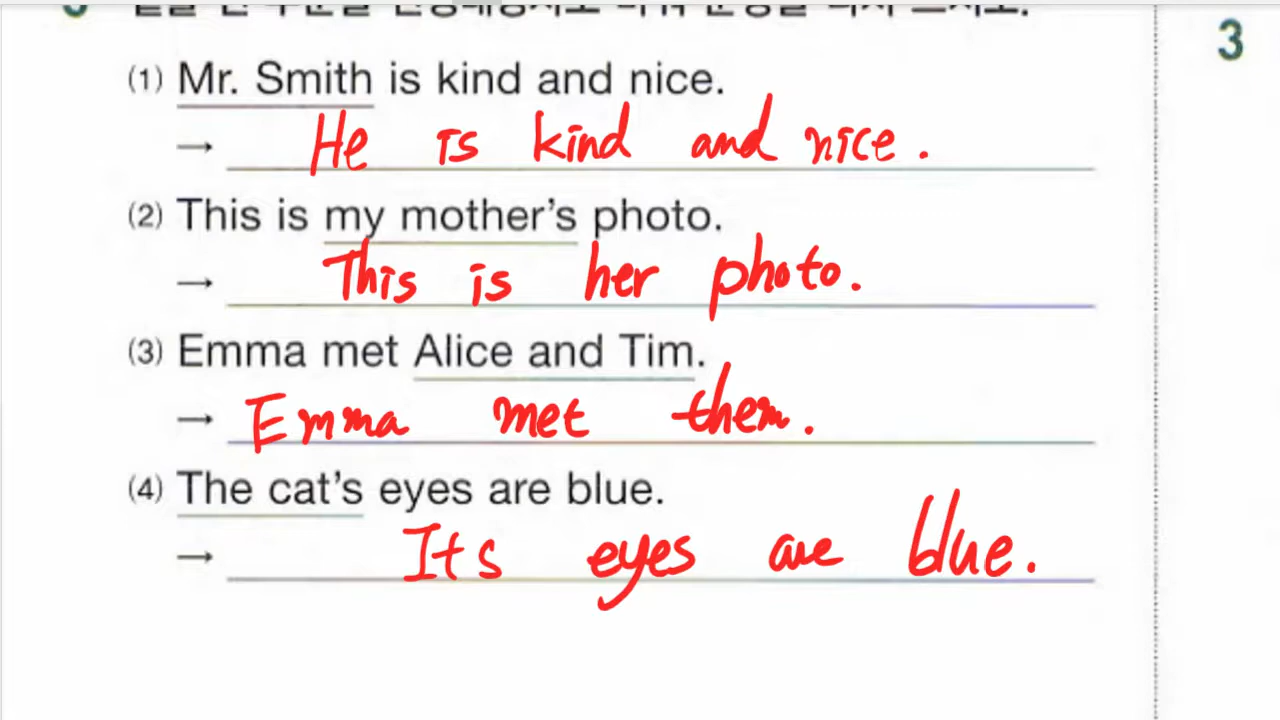 3
(1) Mr. Smith is kind and nice.
→ He is kind and nice.
(2) This is my mother's photo.
→ This is her photo.
(3) Emma met Alice and Tim.
→ Emma met them.
(4) The cat's eyes are blue.
→ Its eyes are blue.